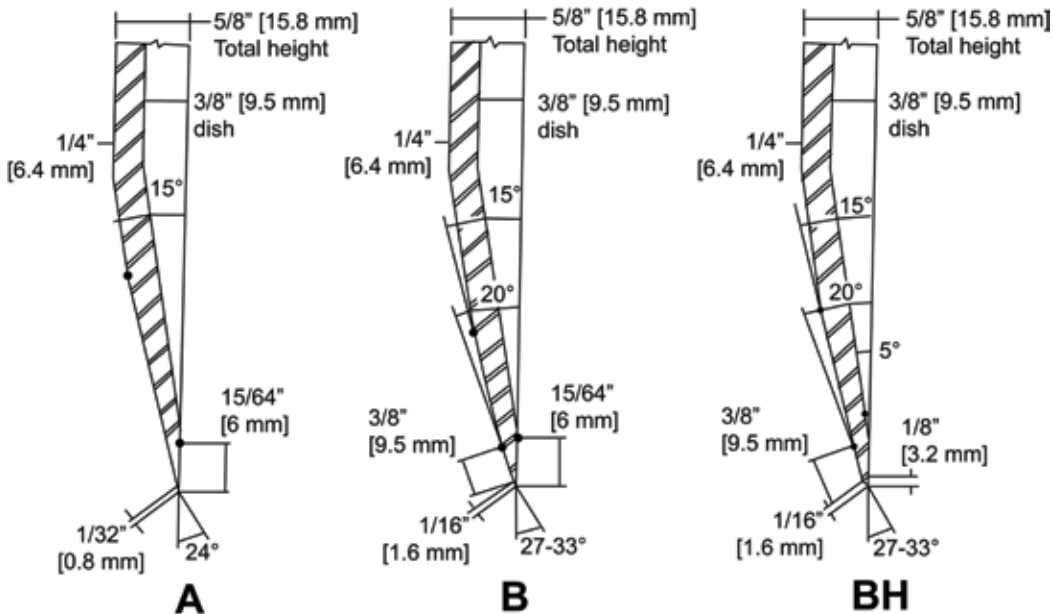 5/8” [15.8 mm]
Total height
3/8” [9.5 mm]
dish
1/4”
[6.4 mm]
15°
15/64”
[6 mm]
1/32”
[0.8 mm]
24°
A
5/8” [15.8 mm]
Total height
3/8” [9.5 mm]
dish
1/4”
[6.4 mm]
15°
20°
3/8”
[9.5 mm]
15/64”
[6 mm]
1/16”
[1.6 mm]
27-33°
B
5/8” [15.8 mm]
Total height
3/8” [9.5 mm]
dish
1/4”
[6.4 mm]
15°
20°
5°
3/8”
[9.5 mm]
1/8”
[3.2 mm]
1/16”
[1.6 mm]
27-33°
BH